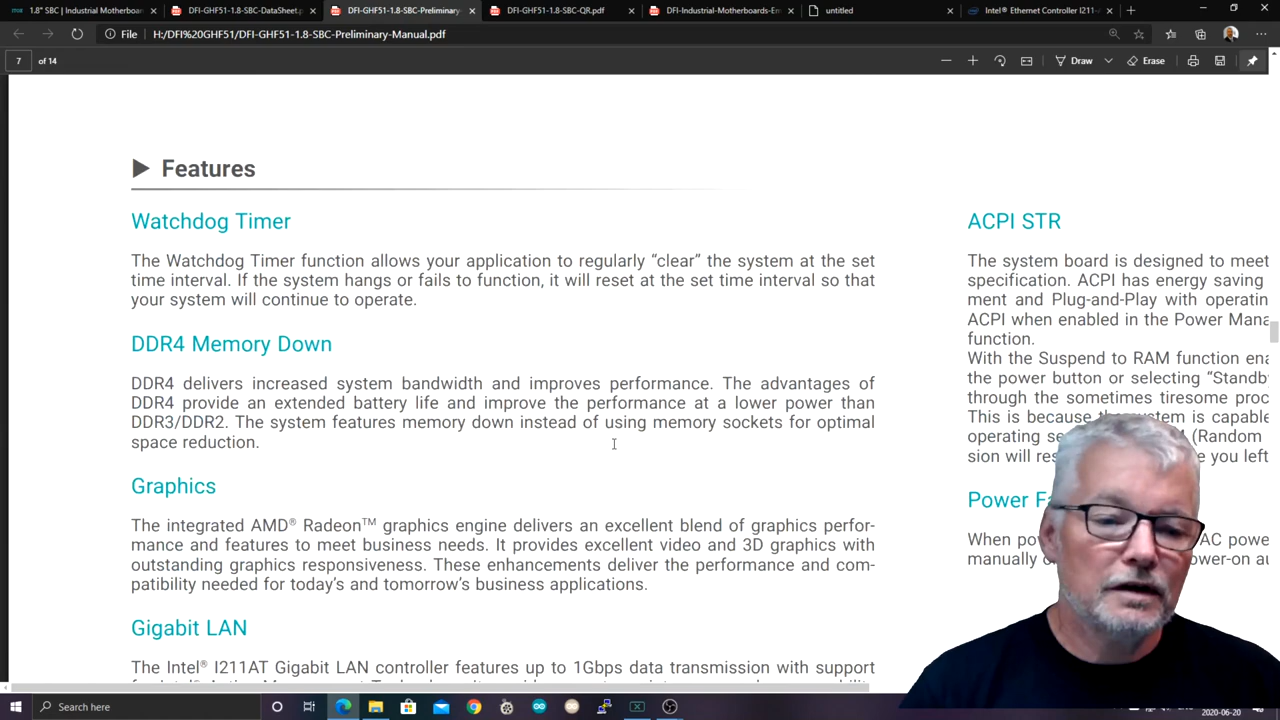 1.8" SBC | Industrial Motherboard
DFI-GHF51-1.8-SBC-DataSheet.p
DFI-GHF51-1.8-SBC-Preliminary
DFI-GHF51-1.8-SBC-QR.pdf
DFI-Industrial-Motherboards-Em
untitled
Intel® Ethernet Controller I211-
File
H:/DFI%20GHF51/DFI-GHF51-1.8-SBC-Preliminary-Manual.pdf
7 of 14
Draw
Erase
Features
Watchdog Timer
The Watchdog Timer function allows your application to regularly “clear” the system at the set
time interval. If the system hangs or fails to function, it will reset at the set time interval so that
your system will continue to operate.
DDR4 Memory Down
DDR4 delivers increased system bandwidth and improves performance. The advantages of
DDR4 provide an extended battery life and improve the performance at a lower power than
DDR3/DDR2. The system features memory down instead of using memory sockets for optimal
space reduction.
Graphics
The integrated AMD® Radeon™ graphics engine delivers an excellent blend of graphics perfor-
mance and features to meet business needs. It provides excellent video and 3D graphics with
outstanding graphics responsiveness. These enhancements deliver the performance and com-
patibility needed for today’s and tomorrow’s business applications.
Gigabit LAN
The Intel® I211AT Gigabit LAN controller features up to 1Gbps data transmission with support
ACPI STR
The system board is designed to meet
specification. ACPI has energy saving
ment and Plug-and-Play with operatin
ACPI when enabled in the Power Mana
function.
With the Suspend to RAM function ena
the power button or selecting “Standb
through the sometimes tiresome proc
This is because the system is capable
operating se (Random
sion will res e you left
Power Fa
When pow AC powe
manually o ower-on au
Search here
2020-06-20